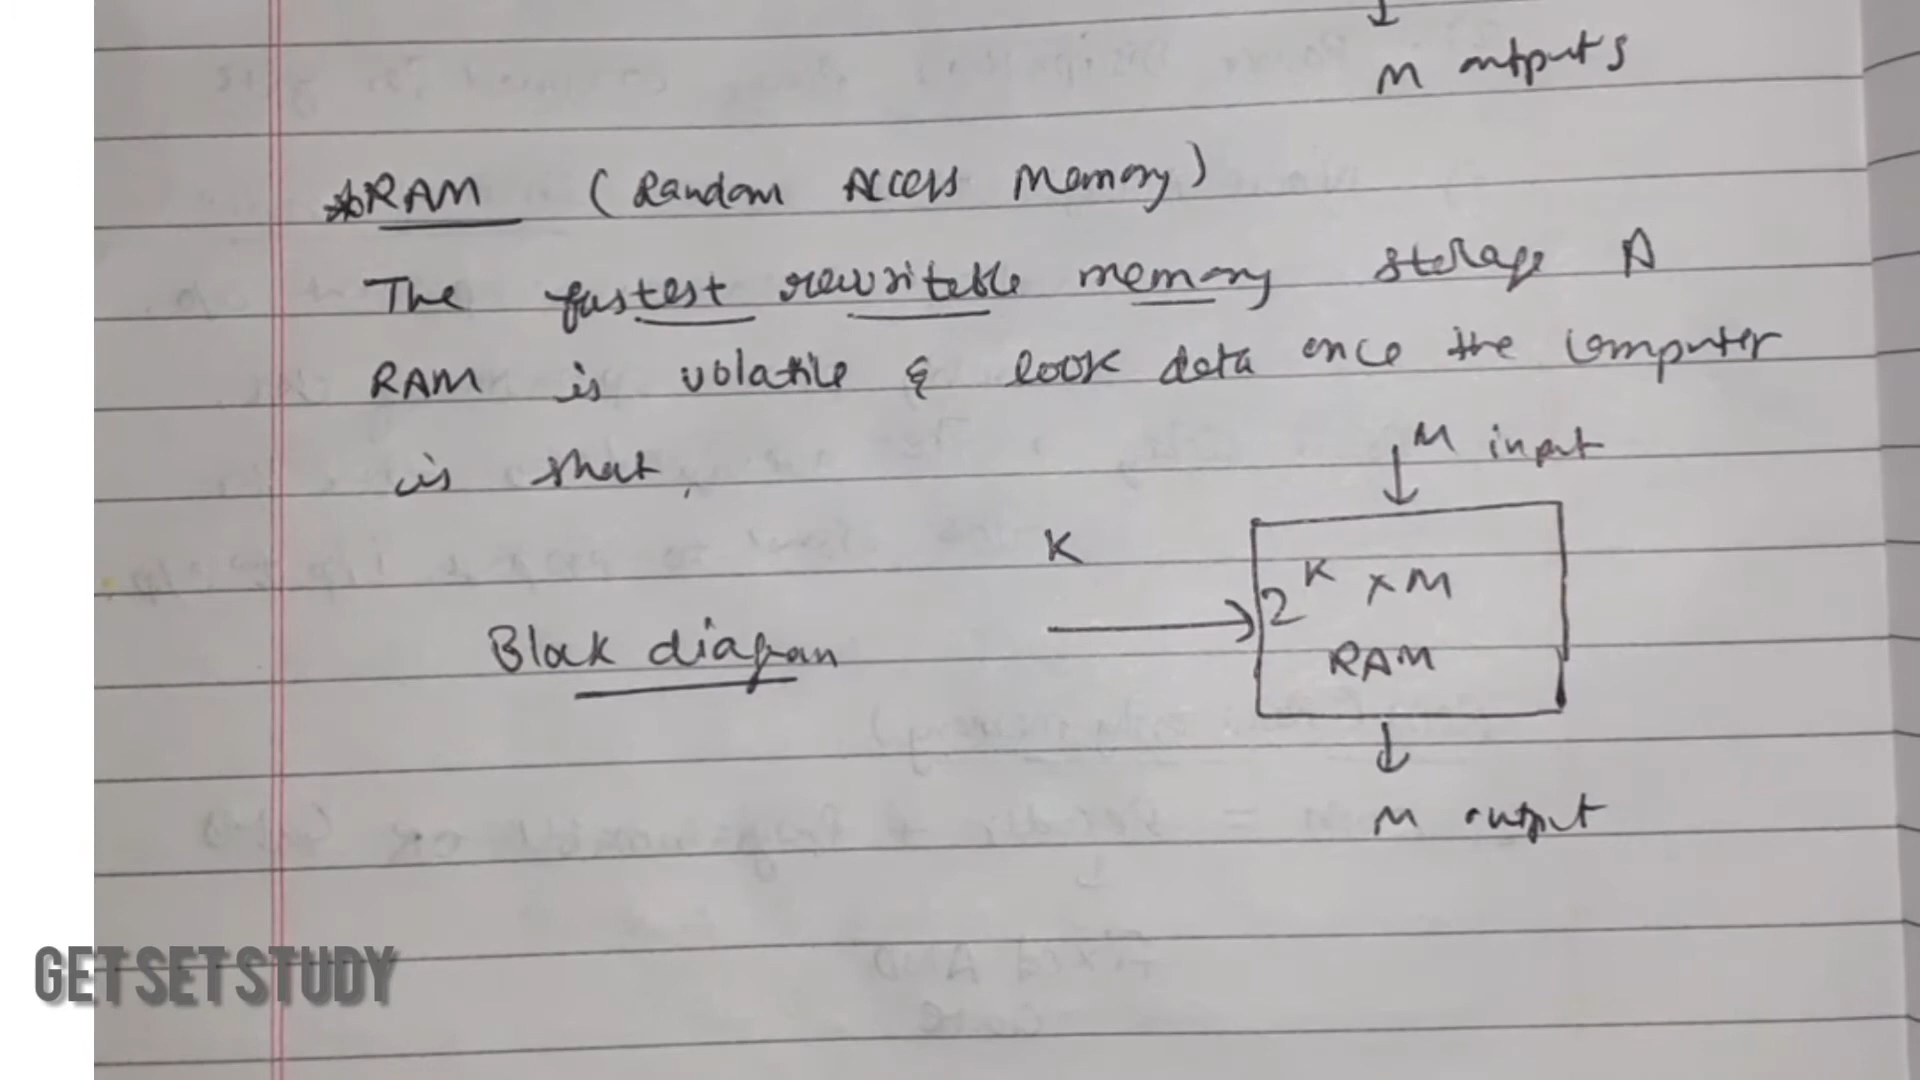 M outputs
RAM (Random Access Memory)
The fastest rewritable memory storage A
RAM is volatile & look data once the computer
is that,
M input
K
2^K x M
RAM
Block diagram
M output
GET SET STUDY